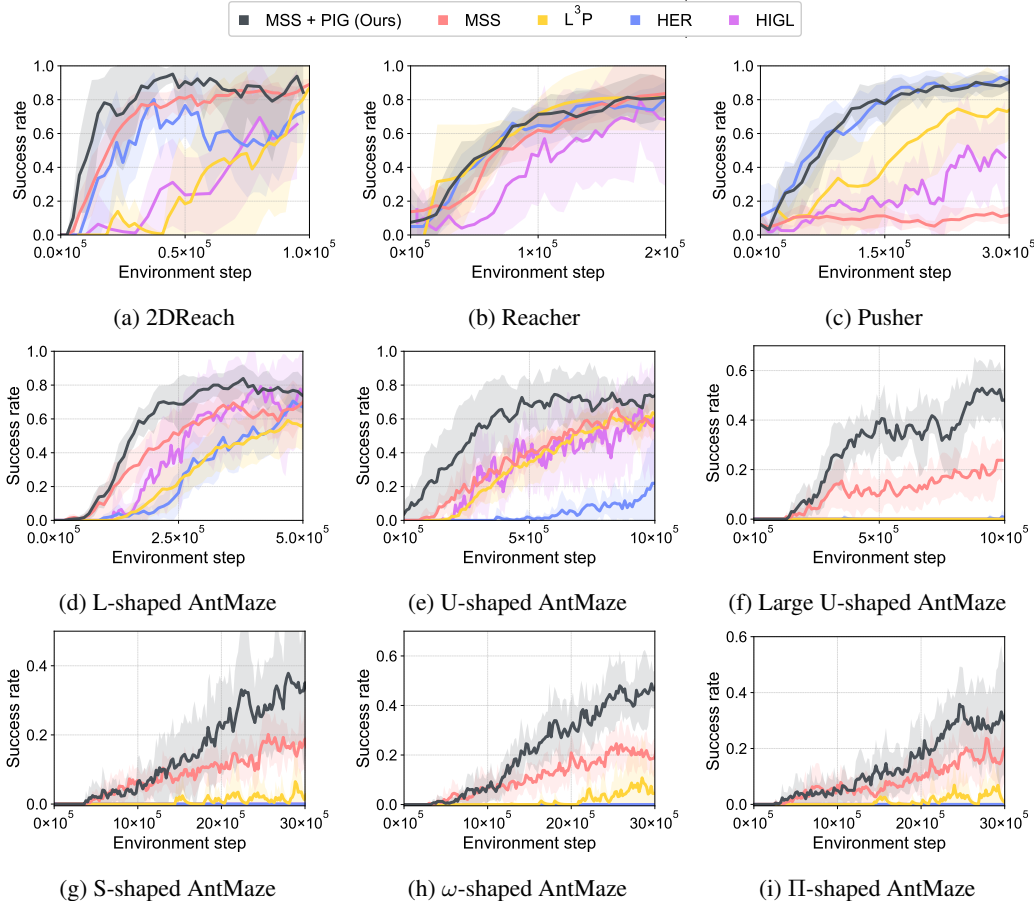 MSS + PIG (Ours) MSS L³P HER HIGL
Success rate
1.0
0.8
0.6
0.4
0.2
0.0
0.0×10⁵ 0.5×10⁵ 1.0×10⁵
Environment step
(a) 2DReach
Success rate
1.0
0.8
0.6
0.4
0.2
0.0
0×10⁵ 1×10⁵ 2×10⁵
Environment step
(b) Reacher
Success rate
1.0
0.8
0.6
0.4
0.2
0.0
0.0×10⁵ 1.5×10⁵ 3.0×10⁵
Environment step
(c) Pusher
Success rate
1.0
0.8
0.6
0.4
0.2
0.0
0.0×10⁵ 2.5×10⁵ 5.0×10⁵
Environment step
(d) L-shaped AntMaze
Success rate
1.0
0.8
0.6
0.4
0.2
0.0
0×10⁵ 5×10⁵ 10×10⁵
Environment step
(e) U-shaped AntMaze
Success rate
0.6
0.4
0.2
0.0
0×10⁵ 5×10⁵ 10×10⁵
Environment step
(f) Large U-shaped AntMaze
Success rate
0.4
0.2
0.0
0×10⁵ 10×10⁵ 20×10⁵ 30×10⁵
Environment step
(g) S-shaped AntMaze
Success rate
0.6
0.4
0.2
0.0
0×10⁵ 10×10⁵ 20×10⁵ 30×10⁵
Environment step
(h) ω-shaped AntMaze
Success rate
0.6
0.4
0.2
0.0
0×10⁵ 10×10⁵ 20×10⁵ 30×10⁵
Environment step
(i) Π-shaped AntMaze